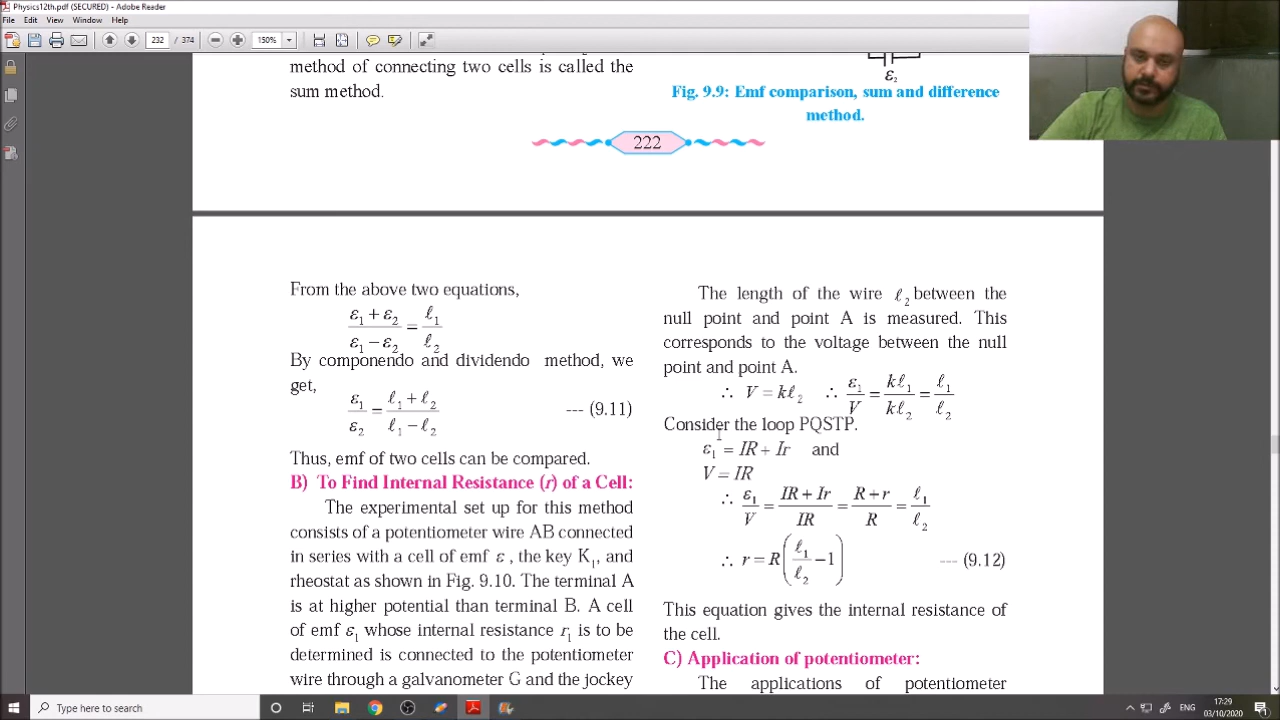 Physics12th.pdf (SECURED) - Adobe Reader
File Edit View Window Help
232 / 374 150%
method of connecting two cells is called the
sum method.
ε₂
Fig. 9.9: Emf comparison, sum and difference
method.
222
From the above two equations,
(ε₁ + ε₂)/(ε₁ − ε₂) = ℓ₁/ℓ₂
By componendo and dividendo method, we
get,
ε₁/ε₂ = (ℓ₁ + ℓ₂)/(ℓ₁ − ℓ₂) --- (9.11)
Thus, emf of two cells can be compared.
B) To Find Internal Resistance (r) of a Cell:
The experimental set up for this method
consists of a potentiometer wire AB connected
in series with a cell of emf ε , the key K₁, and
rheostat as shown in Fig. 9.10. The terminal A
is at higher potential than terminal B. A cell
of emf ε₁ whose internal resistance r₁ is to be
determined is connected to the potentiometer
wire through a galvanometer G and the jockey
The length of the wire ℓ₂ between the
null point and point A is measured. This
corresponds to the voltage between the null
point and point A.
∴ V = kℓ₂ ∴ ε₁/V = kℓ₁/kℓ₂ = ℓ₁/ℓ₂
Consider the loop PQSTP.
ε₁ = IR + Ir and
V = IR
∴ ε₁/V = (IR + Ir)/IR = (R + r)/R = ℓ₁/ℓ₂
∴ r = R(ℓ₁/ℓ₂ − 1) --- (9.12)
This equation gives the internal resistance of
the cell.
C) Application of potentiometer:
The applications of potentiometer
Type here to search
ENG
17:29
03/10/2020